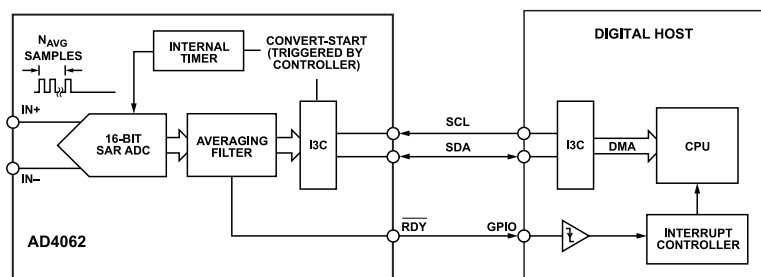 N_AVG
SAMPLES
INTERNAL
TIMER
CONVERT-START
(TRIGGERED BY
CONTROLLER)
DIGITAL HOST
IN+
IN–
16-BIT
SAR ADC
AVERAGING
FILTER
I3C
SCL
SDA
I3C
DMA
CPU
RDY
GPIO
INTERRUPT
CONTROLLER
AD4062